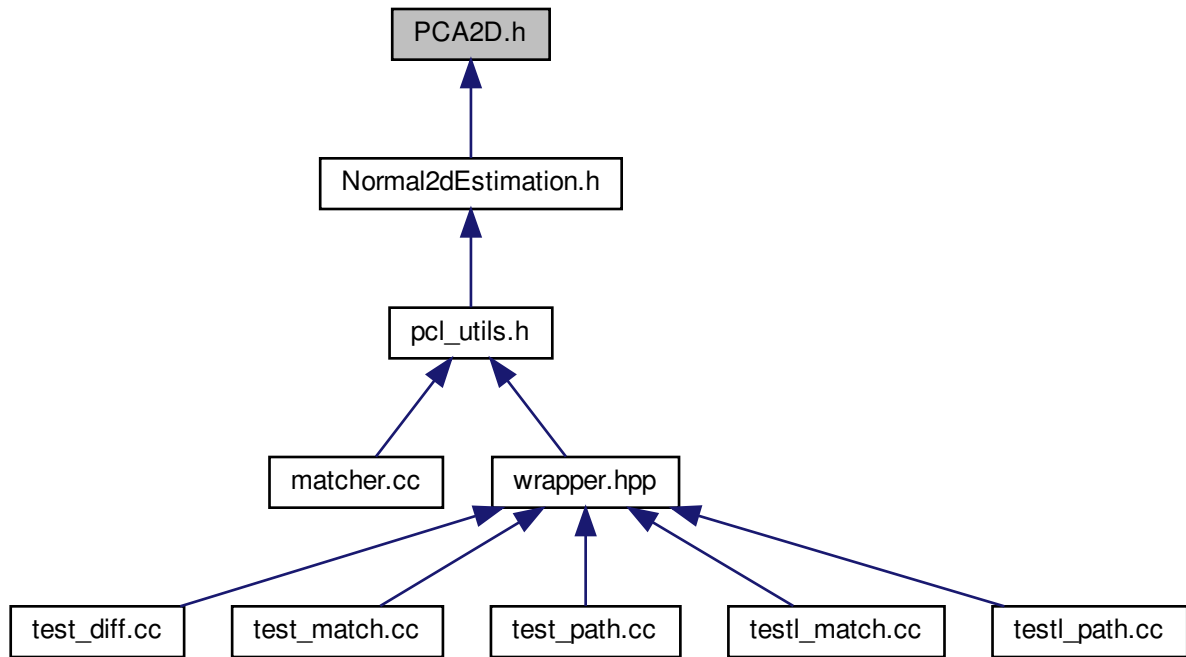 PCA2D.h
Normal2dEstimation.h
pcl_utils.h
matcher.cc
wrapper.hpp
test_diff.cc
test_match.cc
test_path.cc
testl_match.cc
testl_path.cc